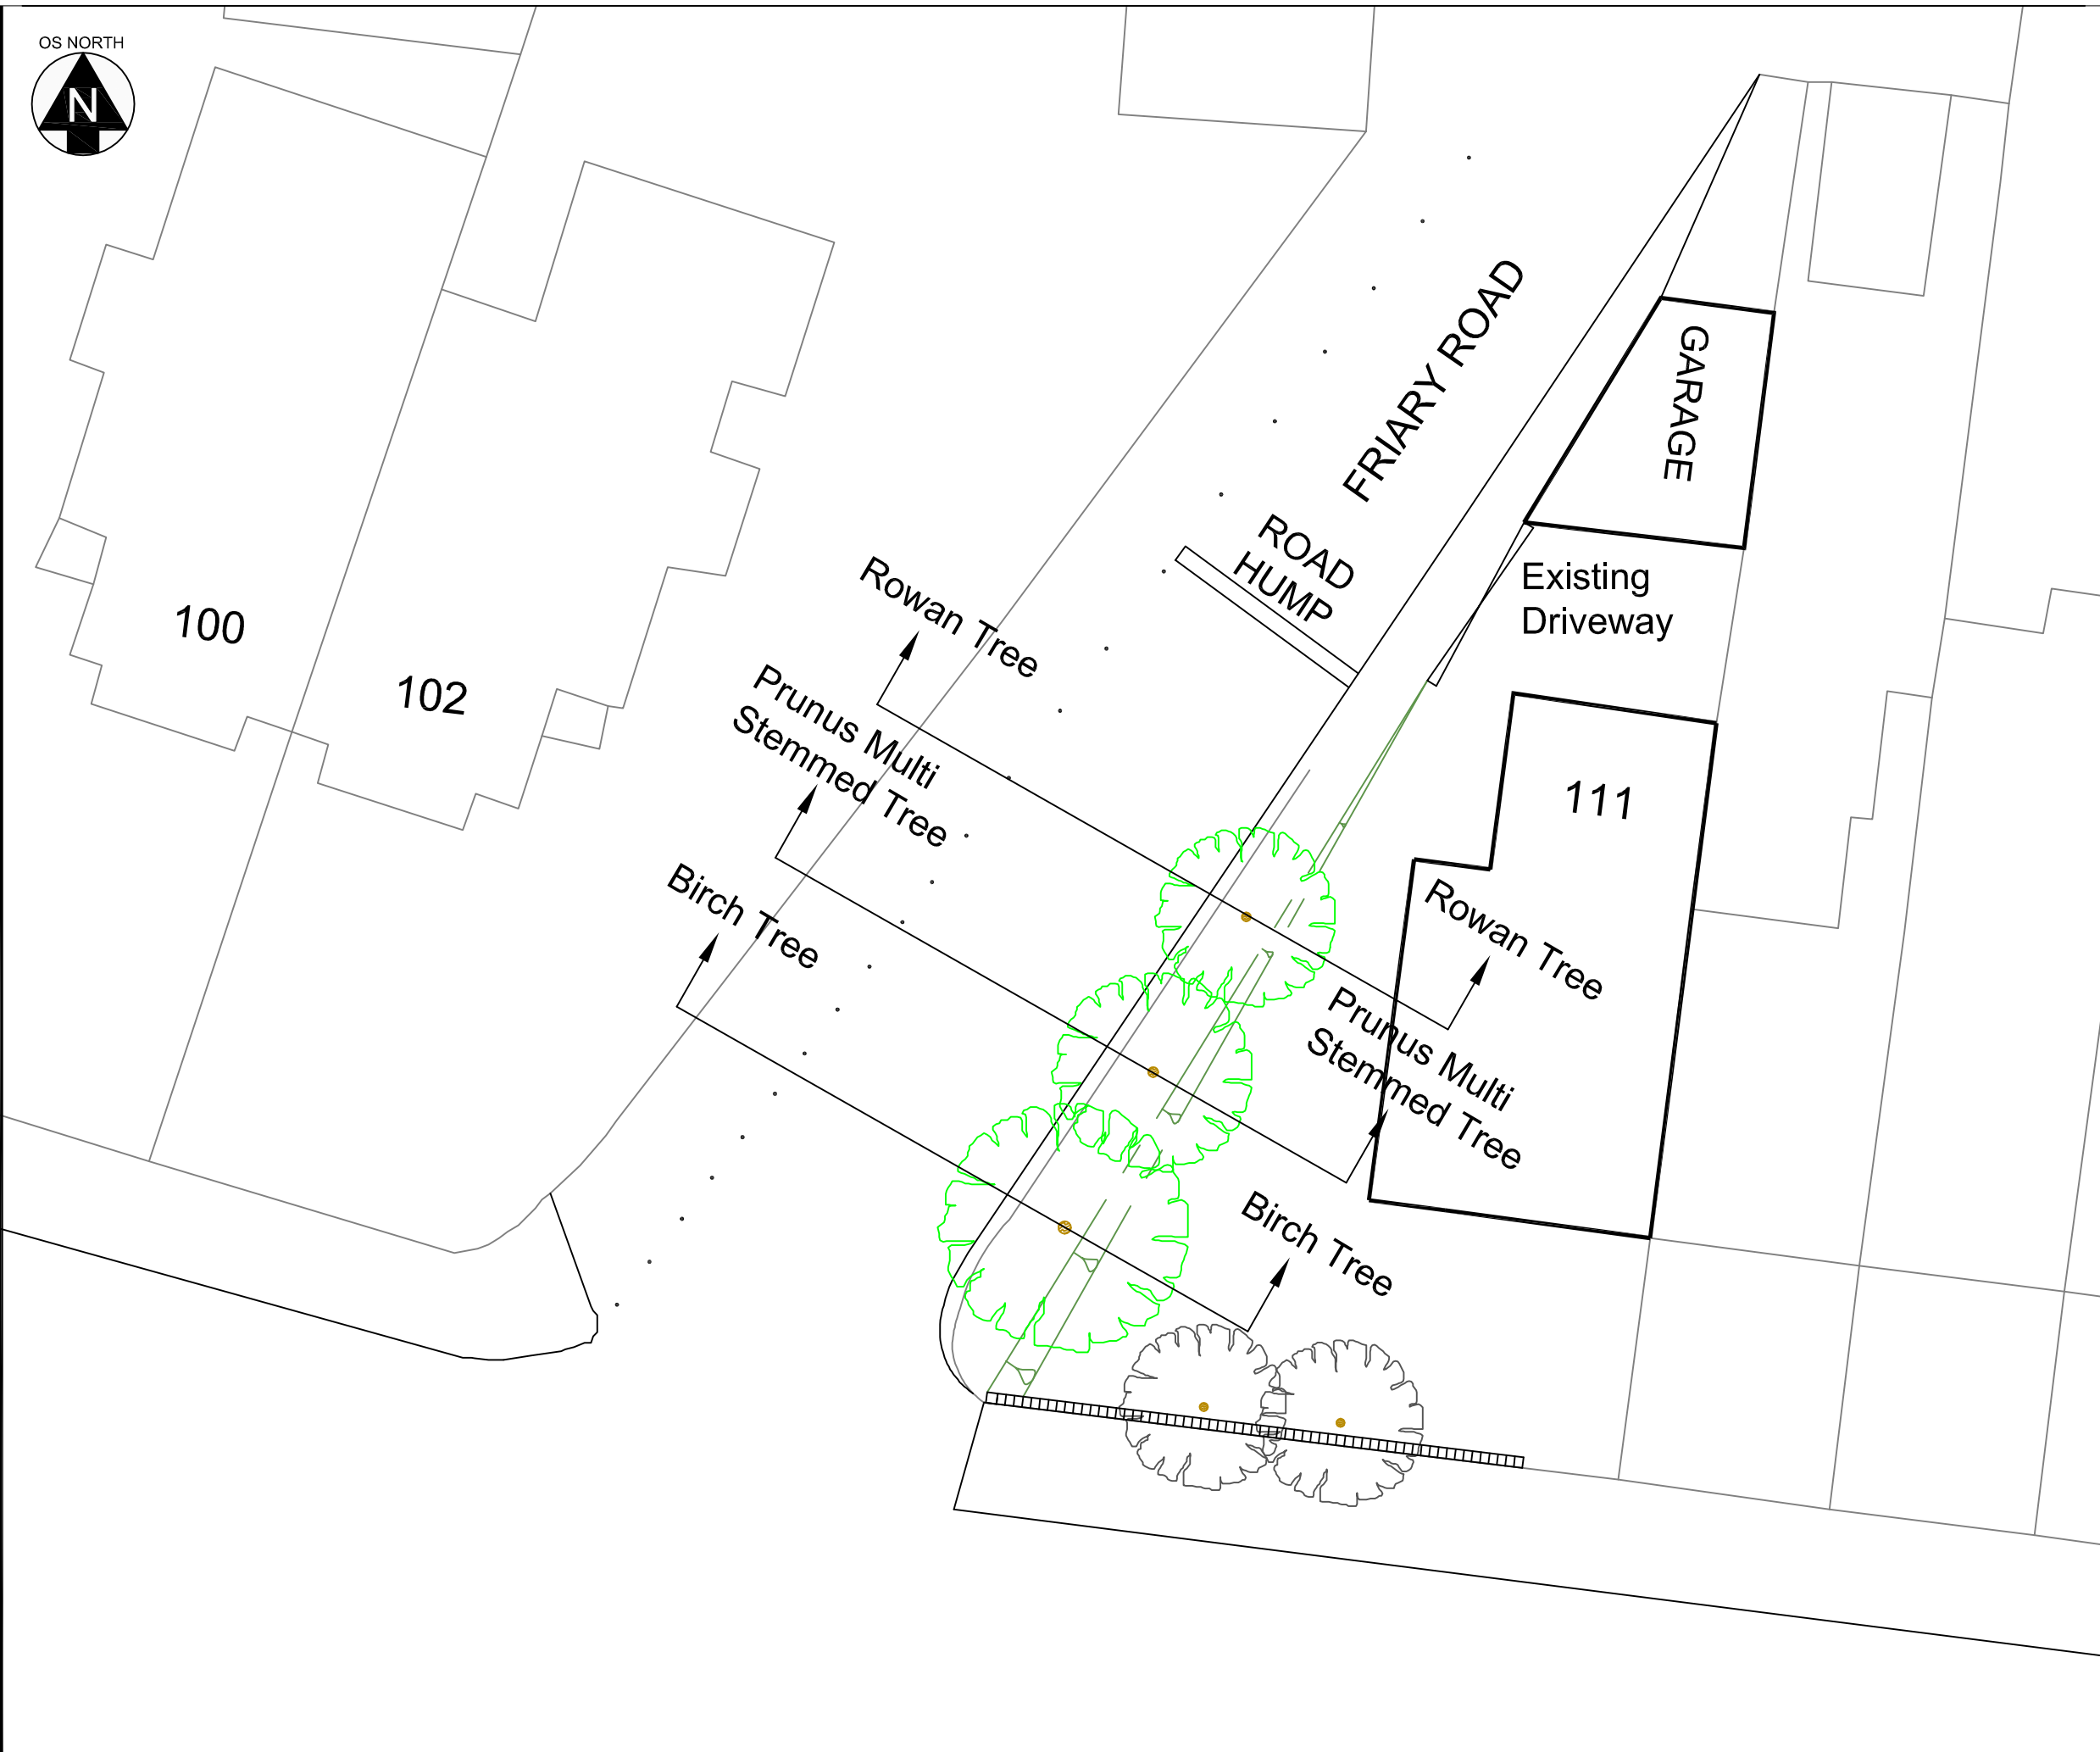 OS NORTH
N
FRIARY ROAD
GARAGE
ROAD
HUMP
Existing
Driveway
Rowan Tree
100
102
Prunus Multi
Stemmed Tree
111
Birch Tree
Rowan Tree
Prunus Multi
Stemmed Tree
Birch Tree